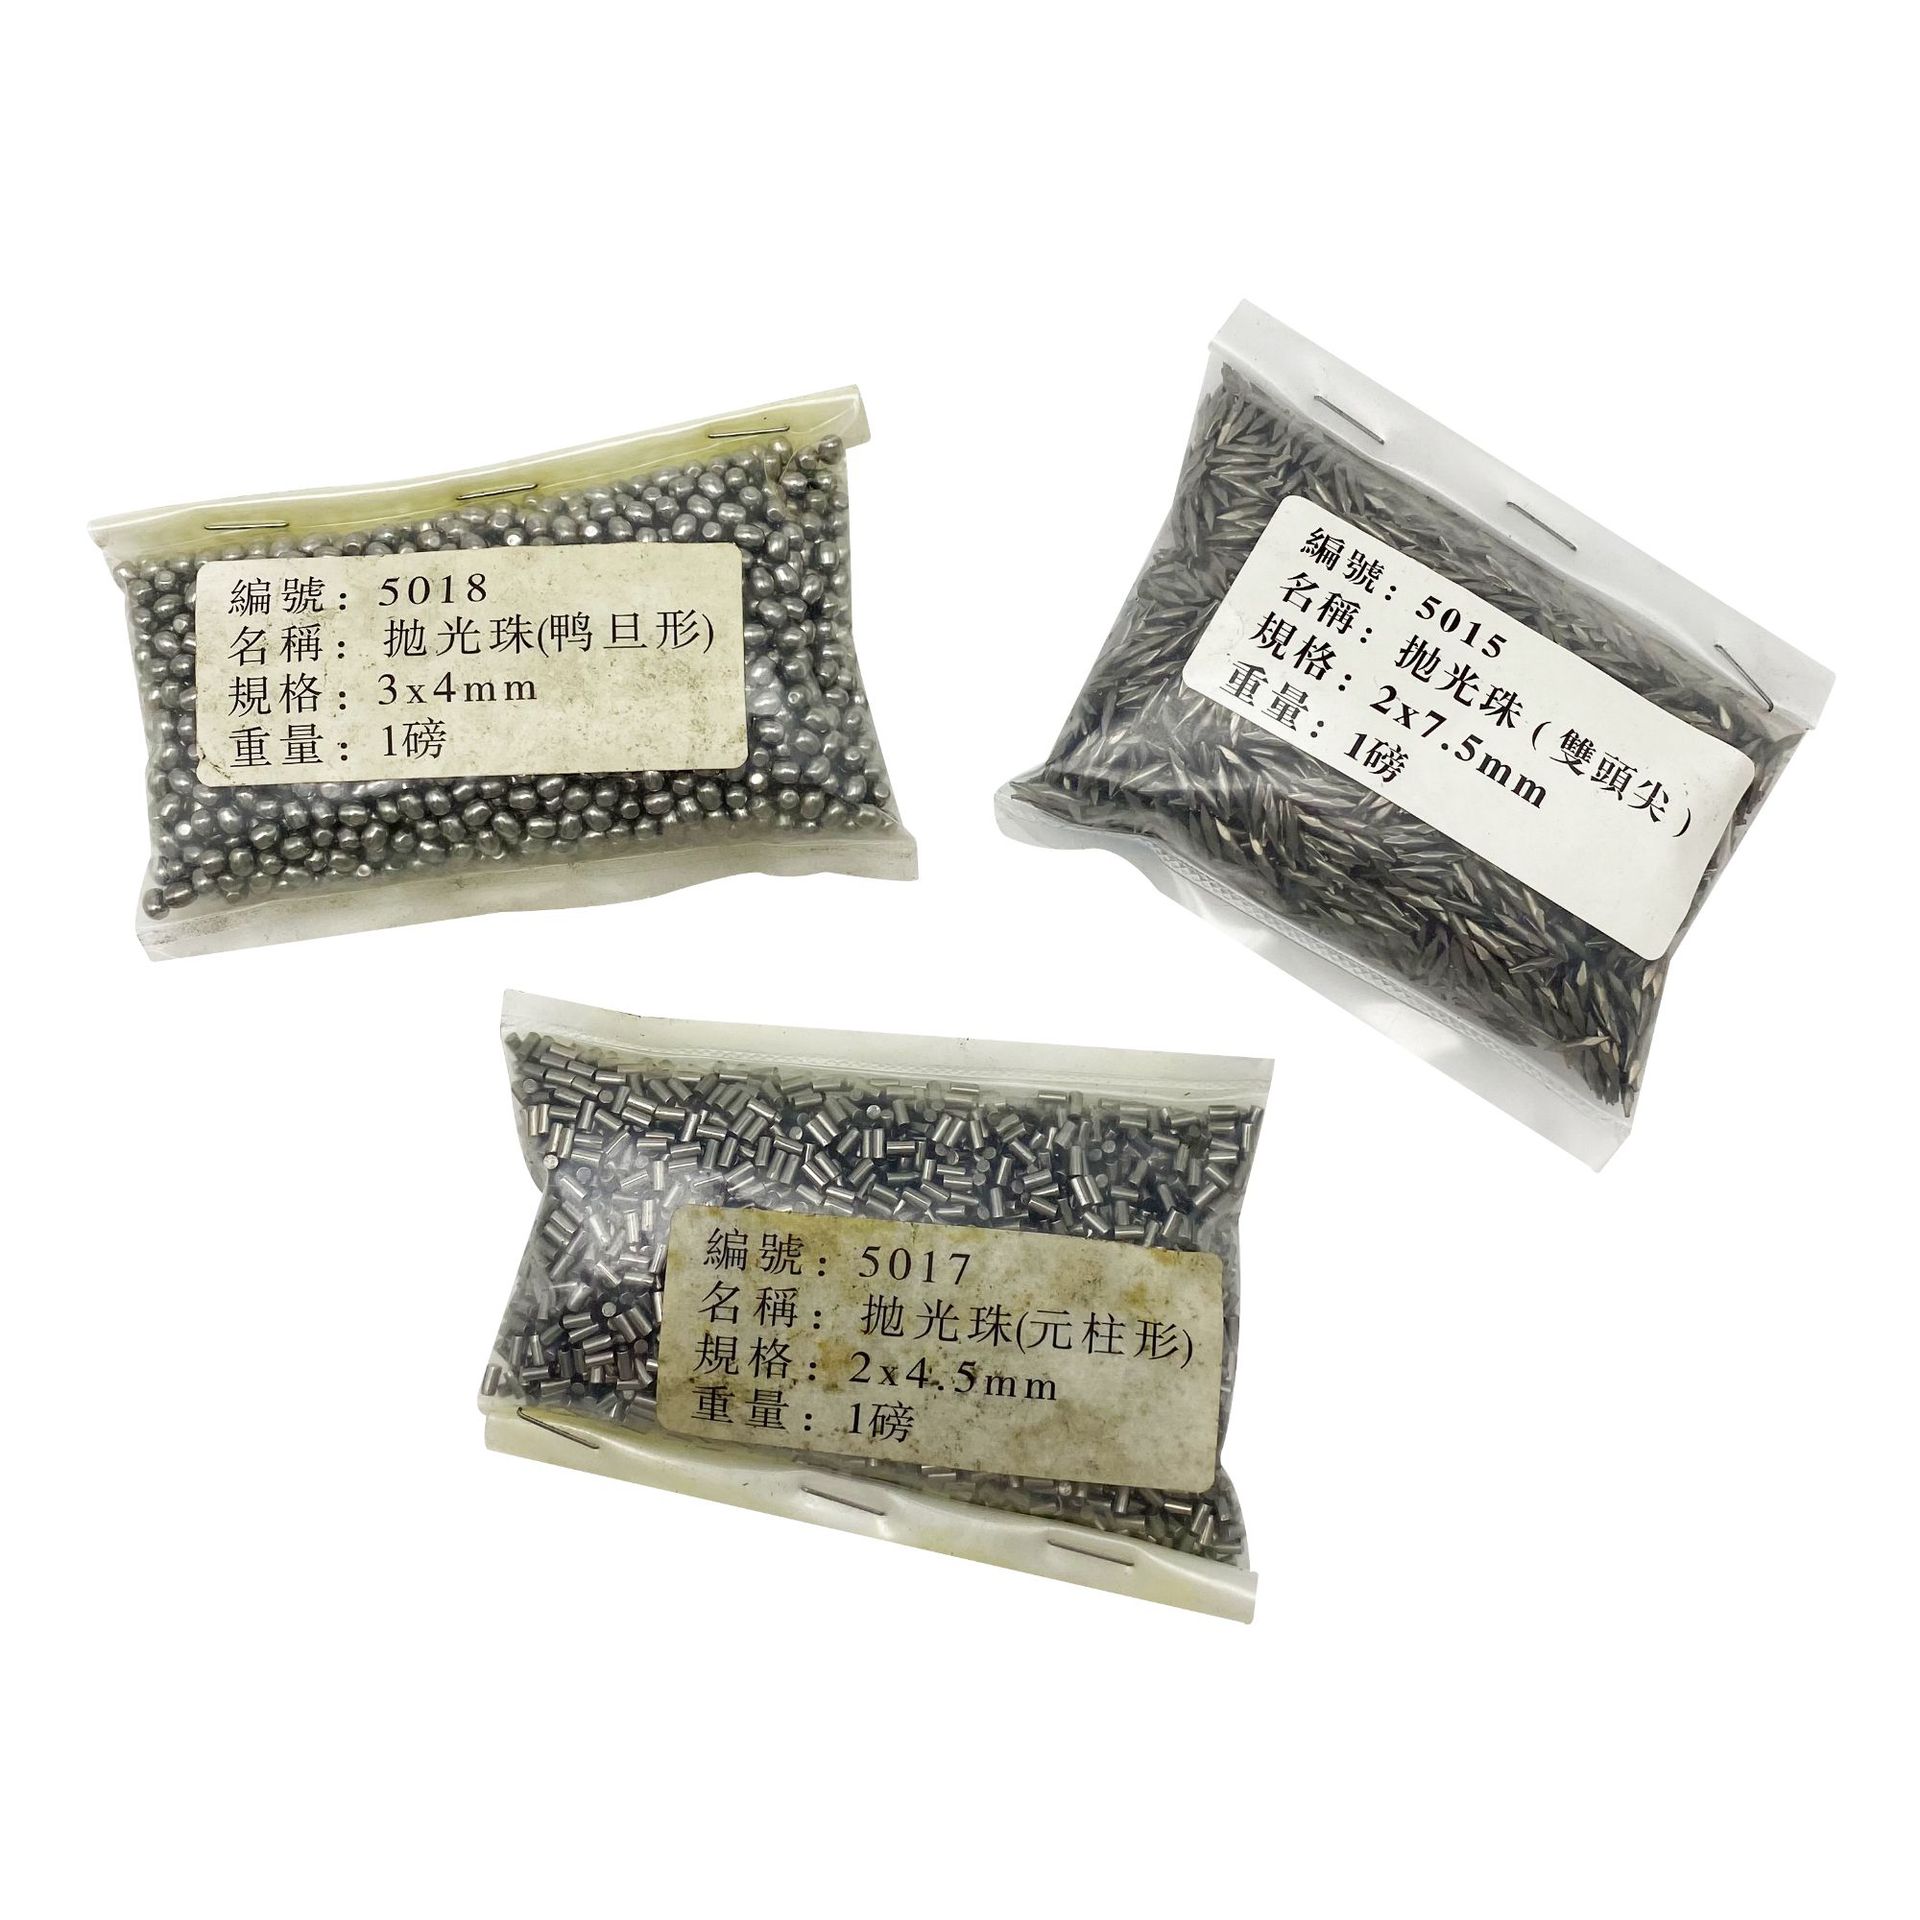 編號：5018
名稱：拋光珠(鸭旦形)
規格：3x4mm
重量：1磅
編號：5015
名稱：拋光珠（雙頭尖）
規格：2x7.5mm
重量：1磅
編號：5017
名稱：拋光珠(元柱形)
規格：2x4.5mm
重量：1磅